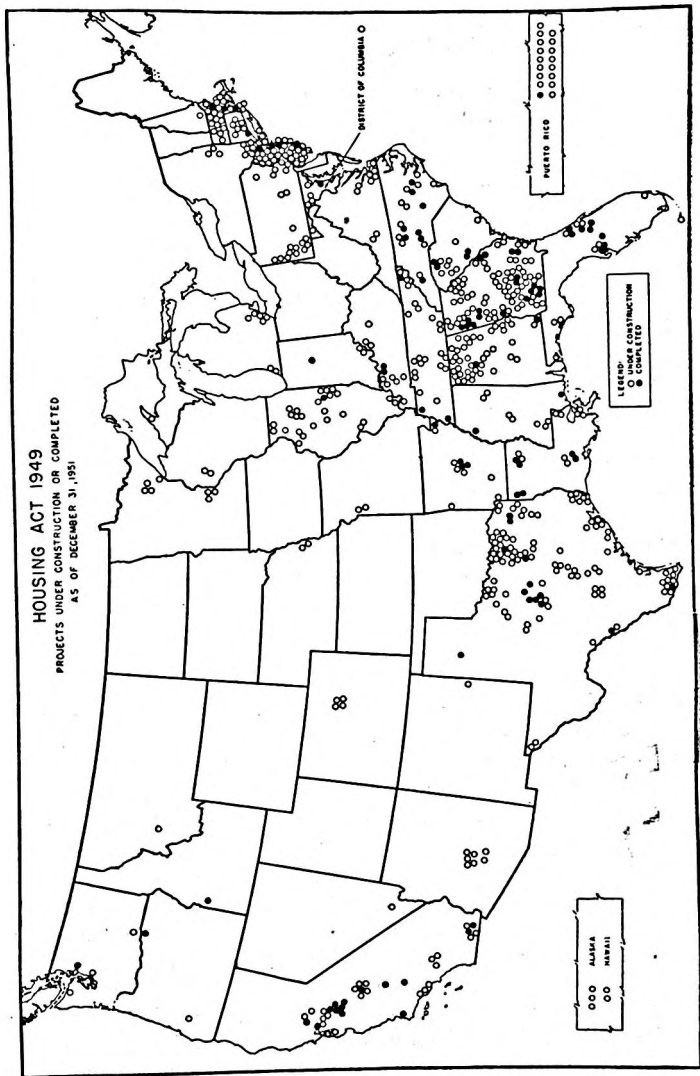 HOUSING ACT 1949
PROJECTS UNDER CONSTRUCTION OR COMPLETED
AS OF DECEMBER 31, 1951
DISTRICT OF COLUMBIA
PUERTO RICO
LEGEND:
UNDER CONSTRUCTION
COMPLETED
ALASKA
HAWAII